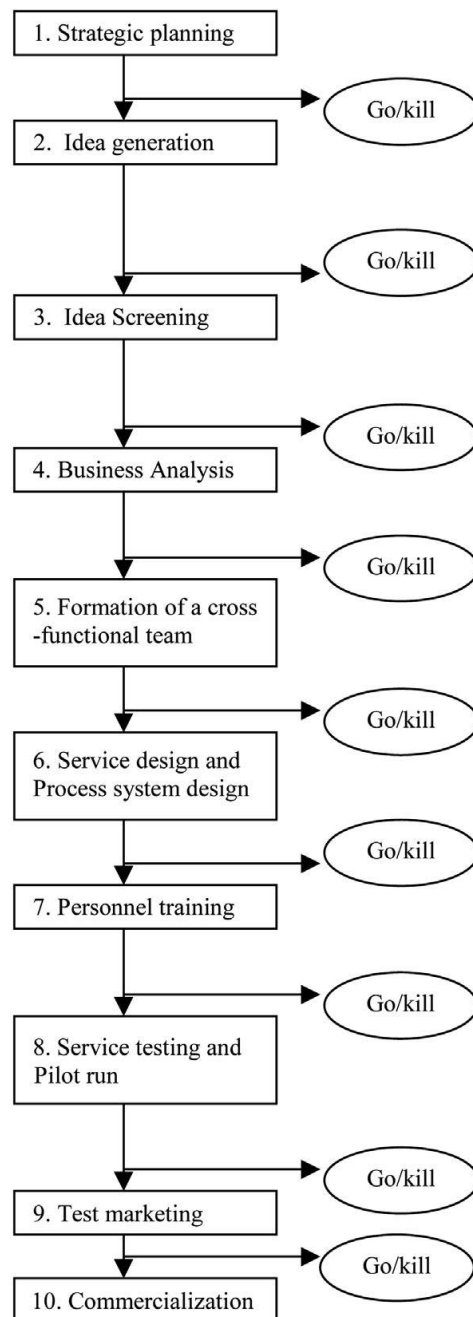 1. Strategic planning
Go/kill
2. Idea generation
Go/kill
3. Idea Screening
Go/kill
4. Business Analysis
Go/kill
5. Formation of a cross
-functional team
Go/kill
6. Service design and
Process system design
Go/kill
7. Personnel training
Go/kill
8. Service testing and
Pilot run
Go/kill
9. Test marketing
Go/kill
10. Commercialization